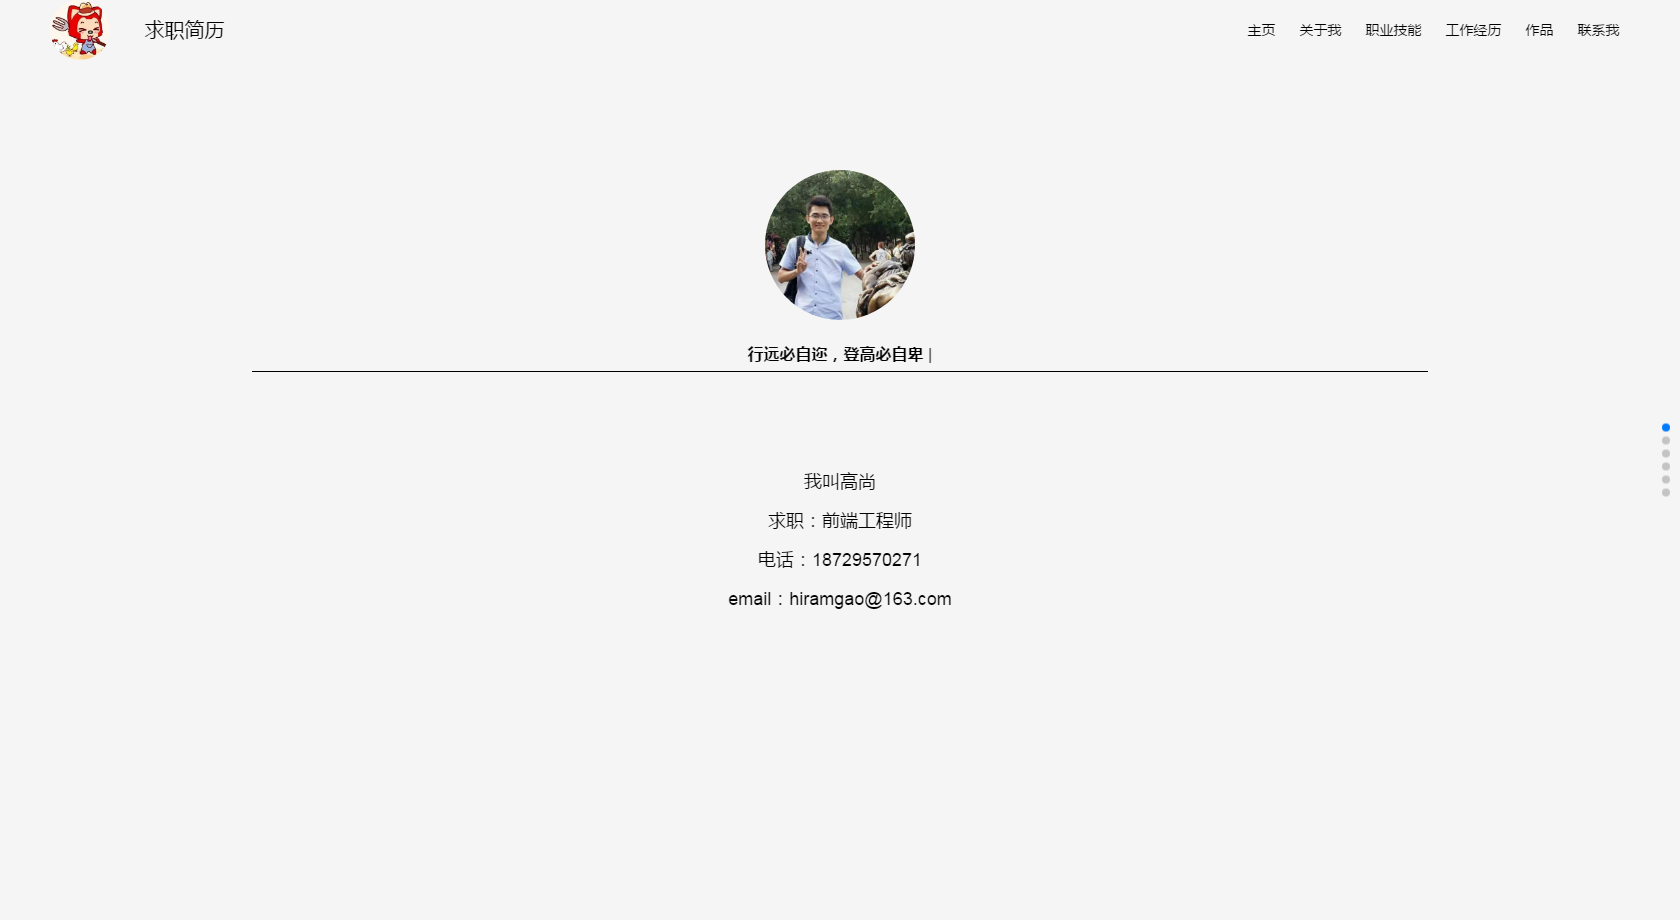 求职简历
主页 关于我 职业技能 工作经历 作品 联系我
行远必自迩，登高必自卑 |
我叫高尚
求职：前端工程师
电话：18729570271
email：hiramgao@163.com